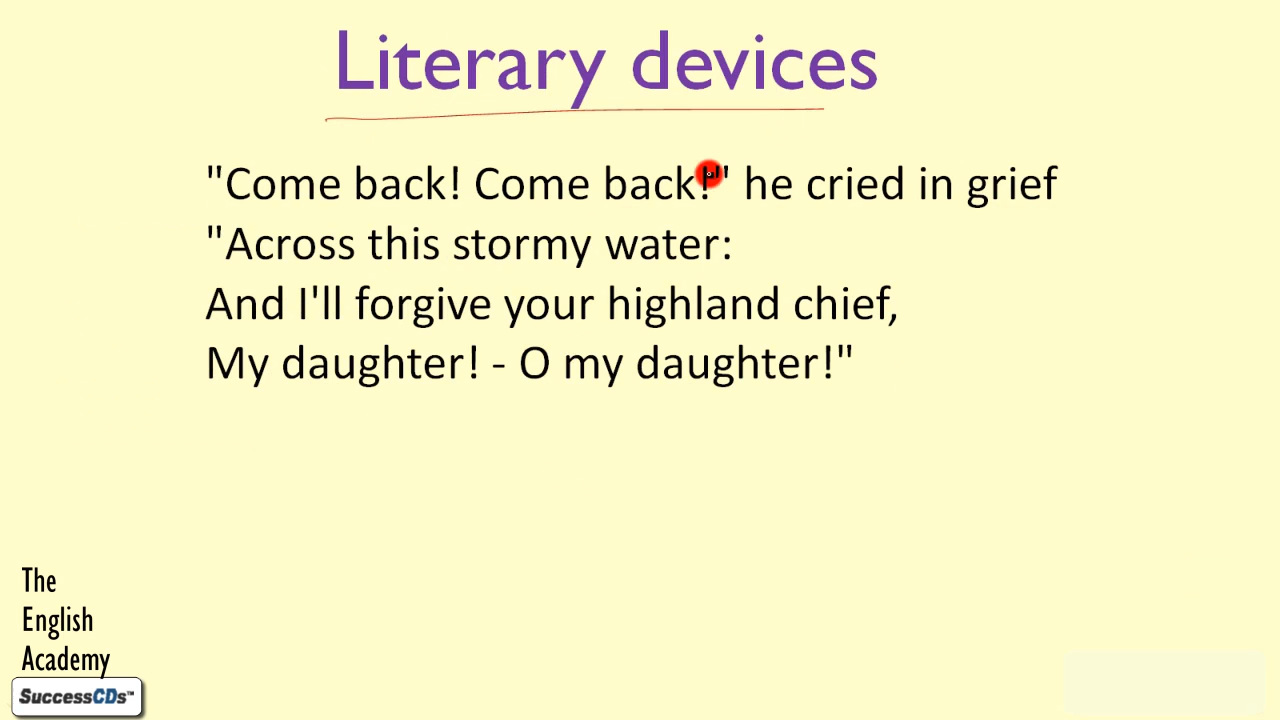 Literary devices
"Come back! Come back!" he cried in grief
"Across this stormy water:
And I'll forgive your highland chief,
My daughter! - O my daughter!"
The
English
Academy
SuccessCDs™